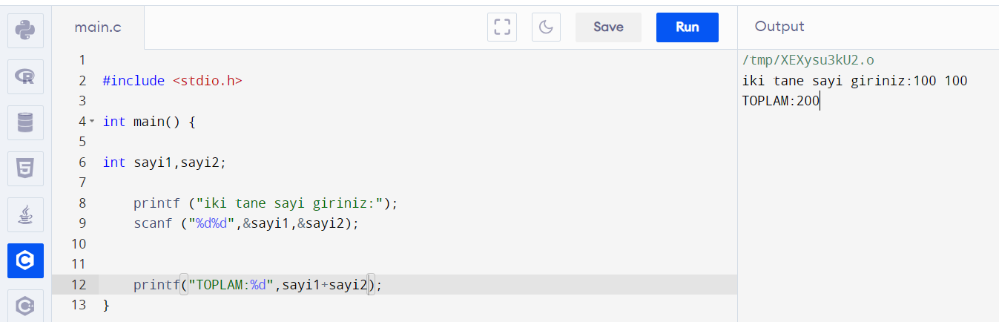 main.c
Save
Run
Output
1
2 #include <stdio.h>
3
4 int main() {
5
6 int sayi1,sayi2;
7
8 printf ("iki tane sayi giriniz:");
9 scanf ("%d%d",&sayi1,&sayi2);
10
11
12 printf("TOPLAM:%d",sayi1+sayi2);
13 }
/tmp/XEXysu3kU2.o
iki tane sayi giriniz:100 100
TOPLAM:200